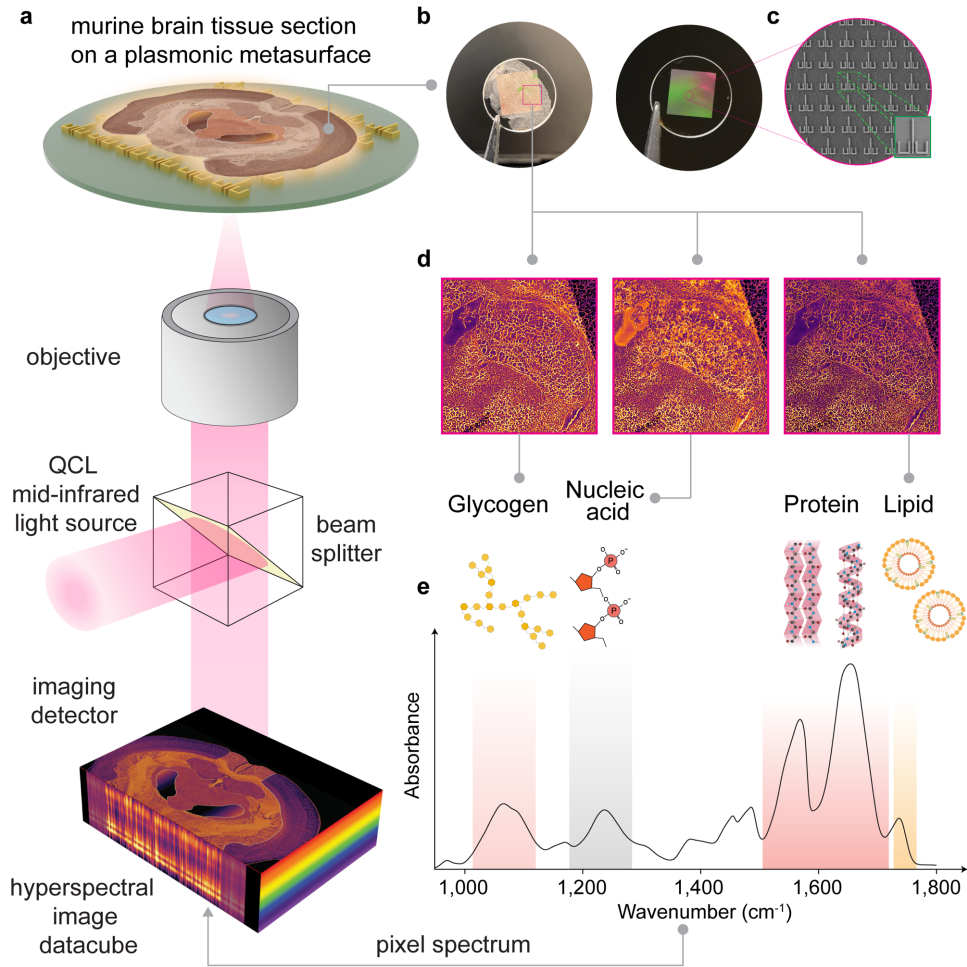 a
murine brain tissue section
on a plasmonic metasurface
b
c
d
objective
QCL
mid-infrared
light source
beam
splitter
imaging
detector
hyperspectral
image
datacube
Glycogen
Nucleic
acid
Protein
Lipid
e
P
O
O⁻
O
O
P
O
O⁻
O
O
Absorbance
1,000
1,200
1,400
1,600
1,800
Wavenumber (cm⁻¹)
pixel spectrum